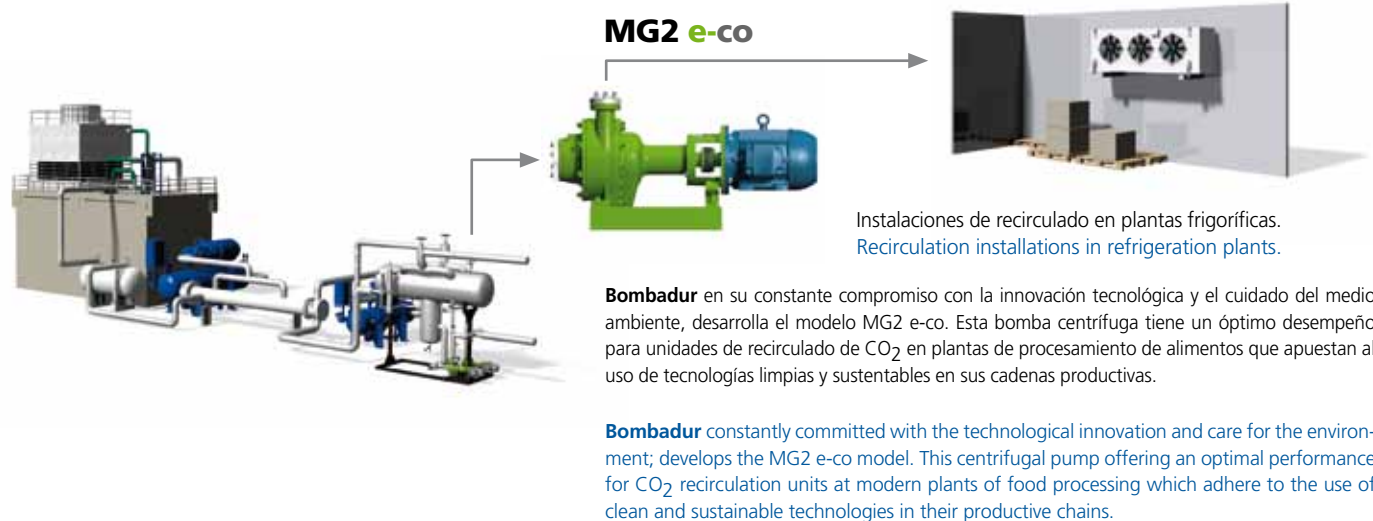 MG2 e-co
Instalaciones de recirculado en plantas frigoríficas.
Recirculation installations in refrigeration plants.
Bombadur en su constante compromiso con la innovación tecnológica y el cuidado del medio
ambiente, desarrolla el modelo MG2 e-co. Esta bomba centrífuga tiene un óptimo desempeño
para unidades de recirculado de CO2 en plantas de procesamiento de alimentos que apuestan al
uso de tecnologías limpias y sustentables en sus cadenas productivas.
Bombadur constantly committed with the technological innovation and care for the environ-
ment; develops the MG2 e-co model. This centrifugal pump offering an optimal performance
for CO2 recirculation units at modern plants of food processing which adhere to the use of
clean and sustainable technologies in their productive chains.